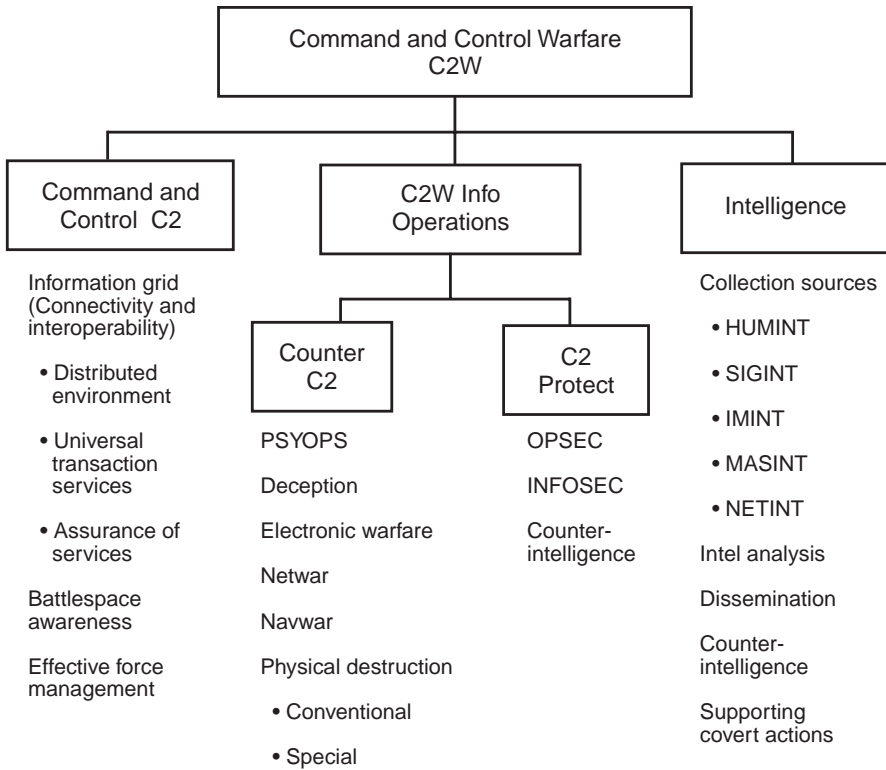 Command and Control Warfare
C2W
Command and
Control C2
C2W Info
Operations
Intelligence
Information grid
(Connectivity and
interoperability)
• Distributed
environment
• Universal
transaction
services
• Assurance of
services
Battlespace
awareness
Effective force
management
Counter
C2
PSYOPS
Deception
Electronic warfare
Netwar
Navwar
Physical destruction
• Conventional
• Special
C2
Protect
OPSEC
INFOSEC
Counter-
intelligence
Collection sources
• HUMINT
• SIGINT
• IMINT
• MASINT
• NETINT
Intel analysis
Dissemination
Counter-
intelligence
Supporting
covert actions